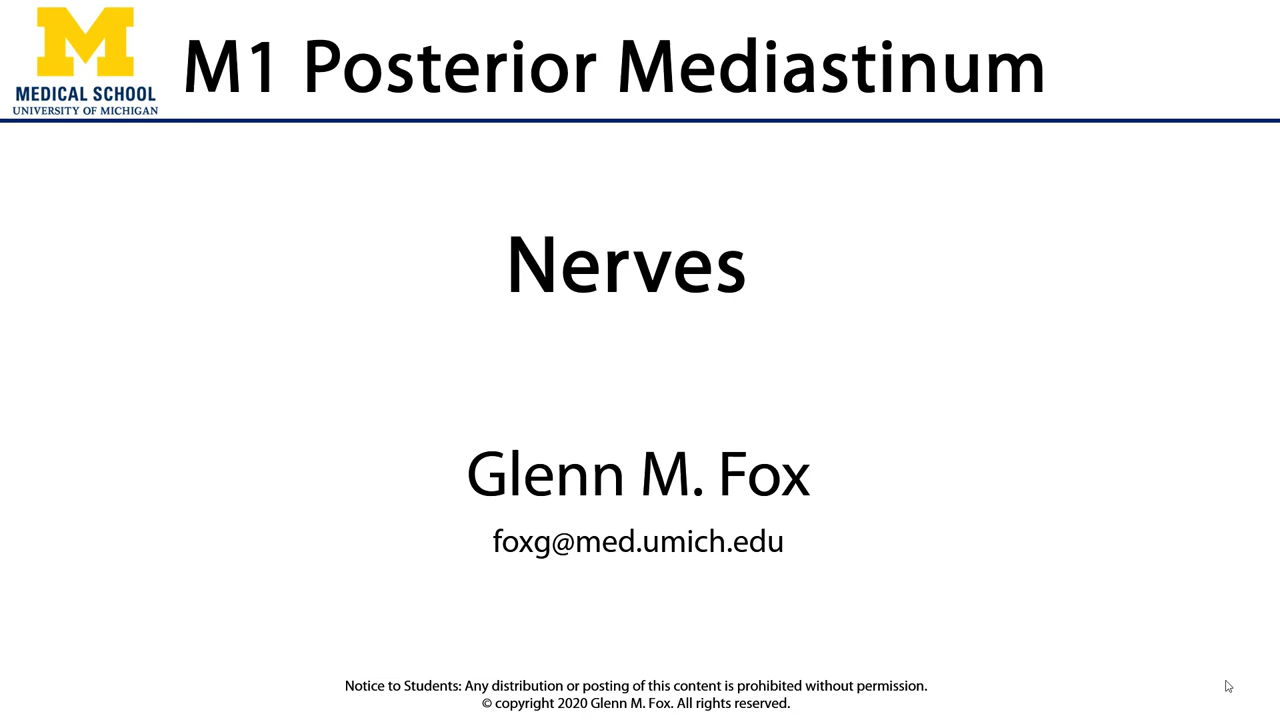 M
MEDICAL SCHOOL
UNIVERSITY OF MICHIGAN
M1 Posterior Mediastinum
Nerves
Glenn M. Fox
foxg@med.umich.edu
Notice to Students: Any distribution or posting of this content is prohibited without permission.
© copyright 2020 Glenn M. Fox. All rights reserved.